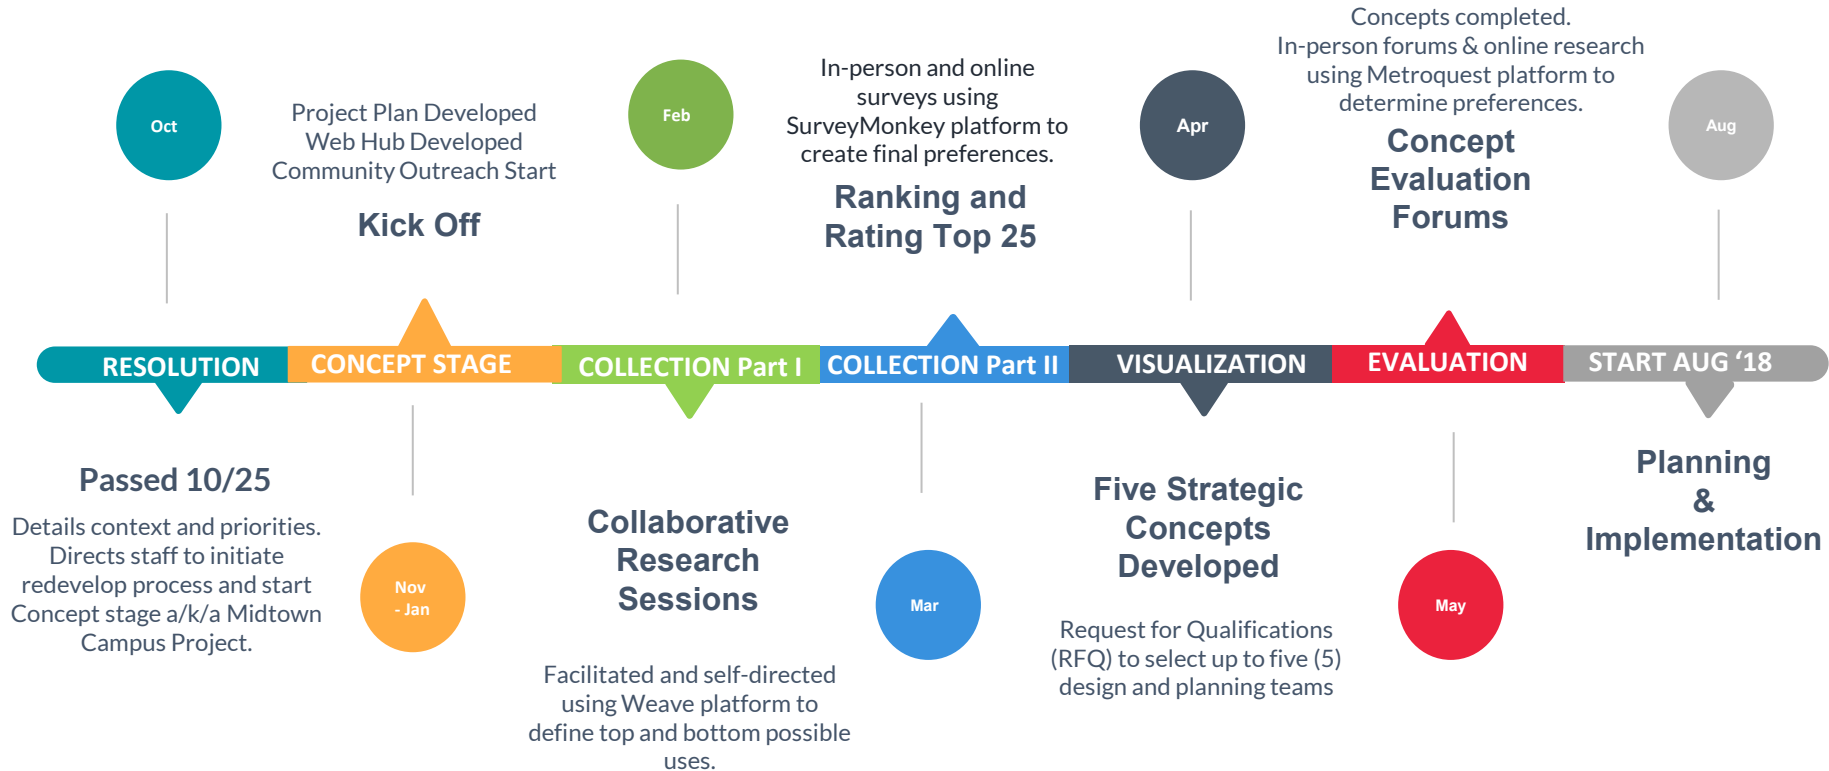 Oct
Project Plan Developed
Web Hub Developed
Community Outreach Start
Kick Off
Feb
In-person and online
surveys using
SurveyMonkey platform to
create final preferences.
Ranking and
Rating Top 25
Apr
Concepts completed.
In-person forums & online research
using Metroquest platform to
determine preferences.
Concept
Evaluation
Forums
Aug
RESOLUTION
CONCEPT STAGE
COLLECTION Part I
COLLECTION Part II
VISUALIZATION
EVALUATION
START AUG ‘18
Passed 10/25
Details context and priorities.
Directs staff to initiate
redevelop process and start
Concept stage a/k/a Midtown
Campus Project.
Nov
- Jan
Collaborative
Research
Sessions
Facilitated and self-directed
using Weave platform to
define top and bottom possible
uses.
Mar
Five Strategic
Concepts
Developed
Request for Qualifications
(RFQ) to select up to five (5)
design and planning teams
May
Planning
&
Implementation